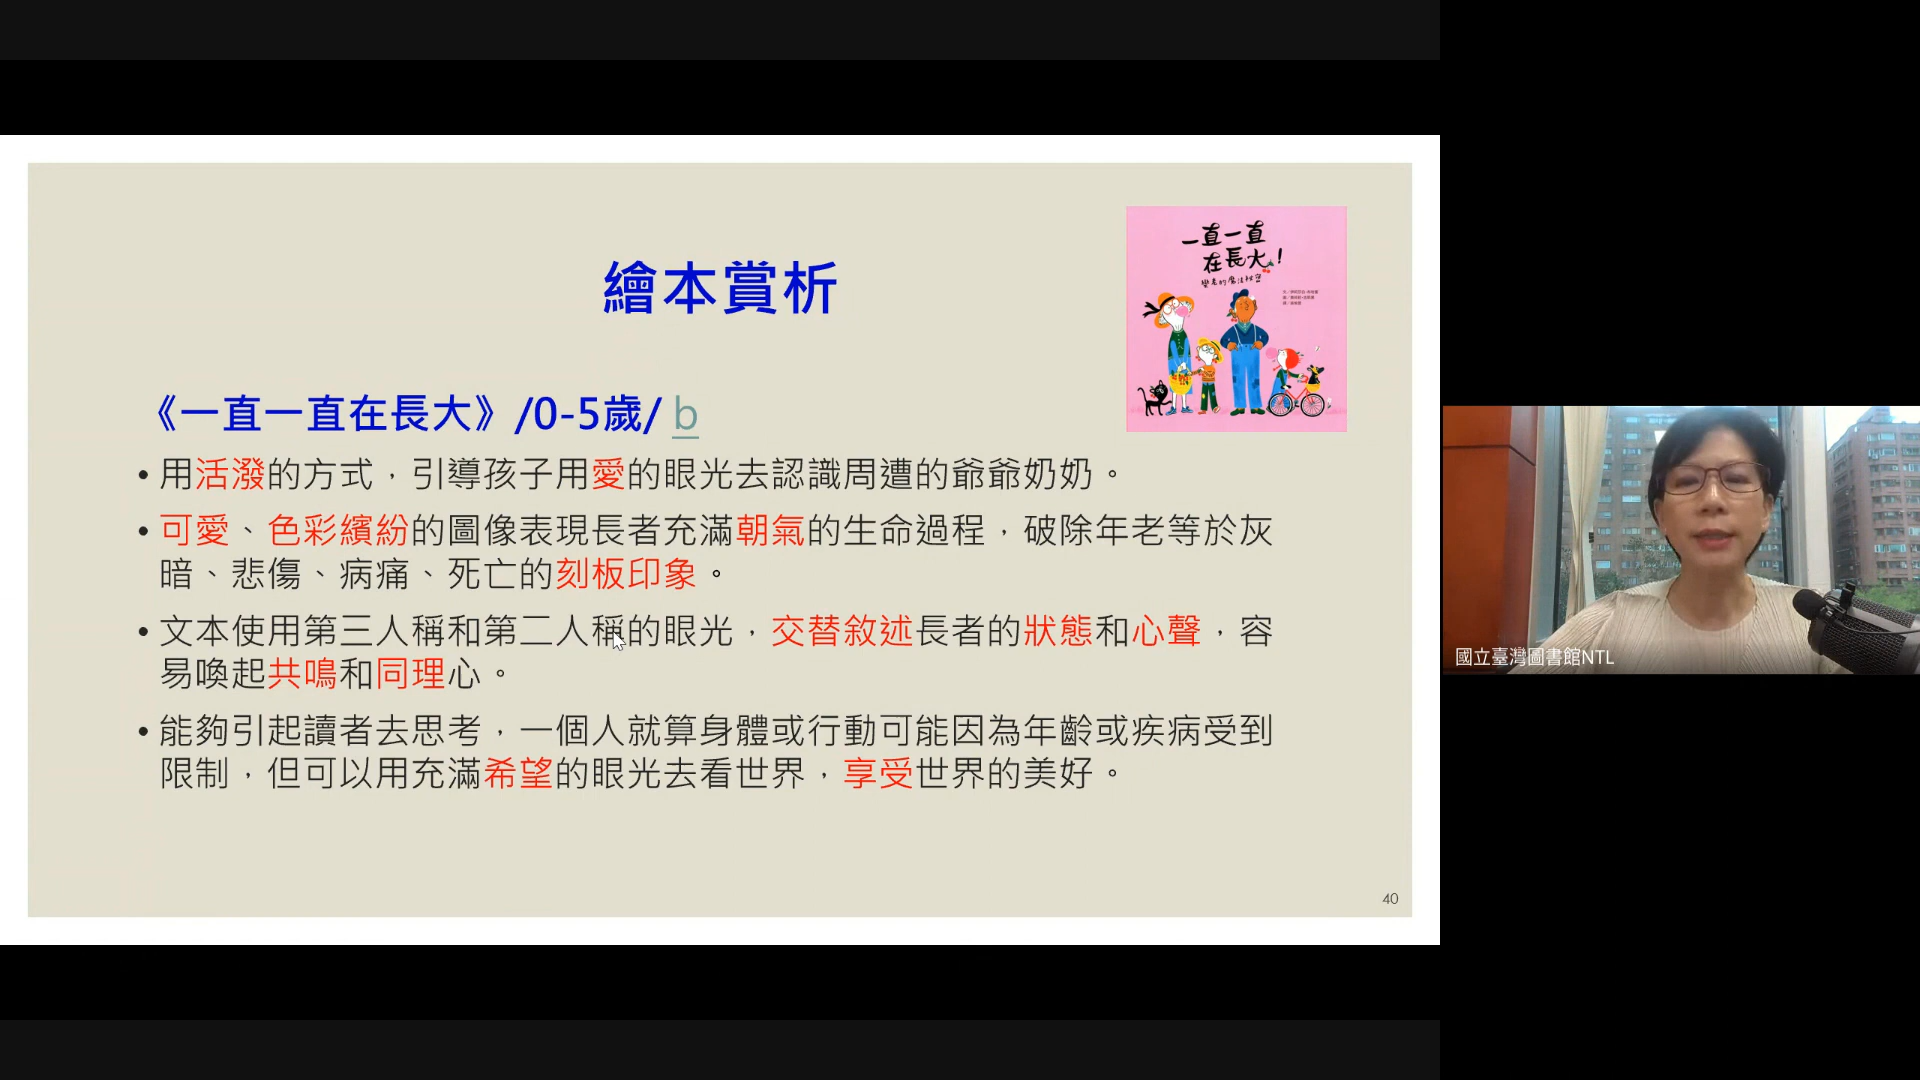 繪本賞析
一直一直
在長大!
變老的魔法秘密
《一直一直在長大》/0-5歲/ b
• 用活潑的方式，引導孩子用愛的眼光去認識周遭的爺爺奶奶。
• 可愛、色彩繽紛的圖像表現長者充滿朝氣的生命過程，破除年老等於灰
暗、悲傷、病痛、死亡的刻板印象。
• 文本使用第三人稱和第二人稱的眼光，交替敘述長者的狀態和心聲，容
易喚起共鳴和同理心。
• 能夠引起讀者去思考，一個人就算身體或行動可能因為年齡或疾病受到
限制，但可以用充滿希望的眼光去看世界，享受世界的美好。
40
國立臺灣圖書館NTL